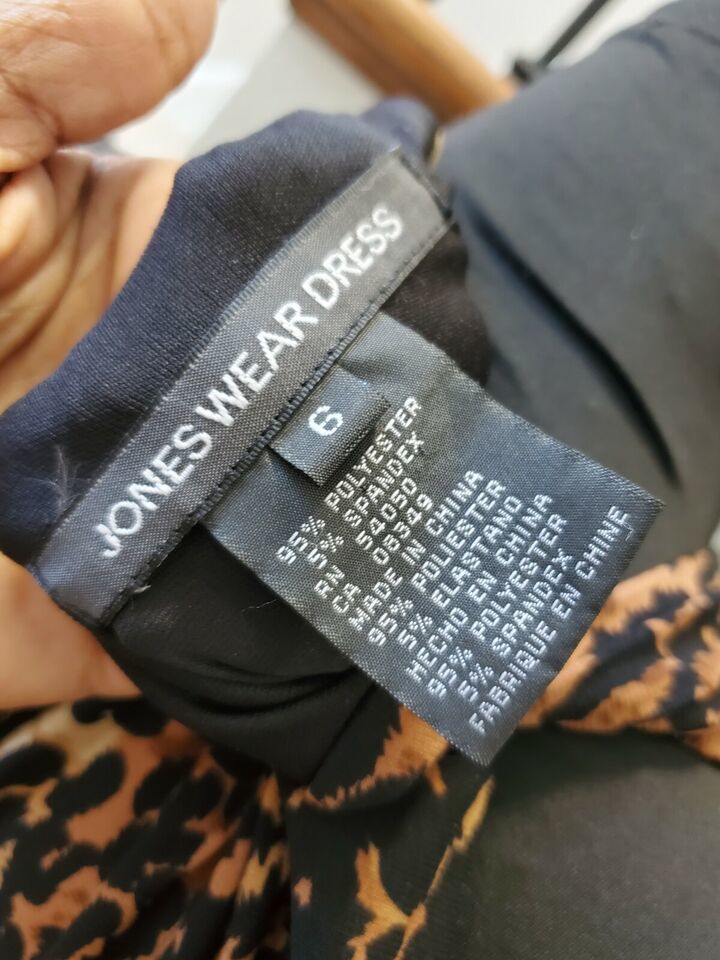 JONES WEAR DRESS
6
95% POLYESTER
5% SPANDEX
RN 54050
CA 00349
MADE IN CHINA
95% POLIESTER
5% ELASTANO
HECHO EN CHINA
95% POLYESTER
5% SPANDEX
FABRIQUE EN CHINE